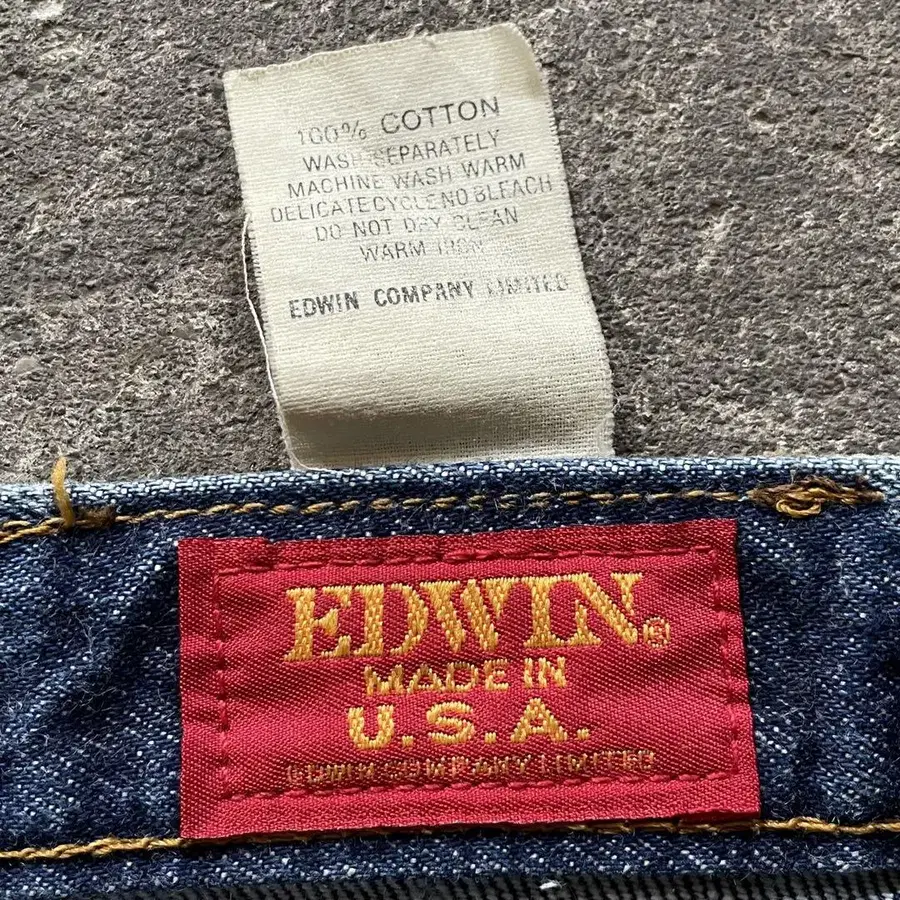 100% COTTON
WASH SEPARATELY
MACHINE WASH WARM
DELICATE CYCLE NO BLEACH
DO NOT DRY CLEAN
WARM IRON
EDWIN COMPANY LIMITED
EDWIN®
MADE IN
U.S.A.
EDWIN COMPANY LIMITED